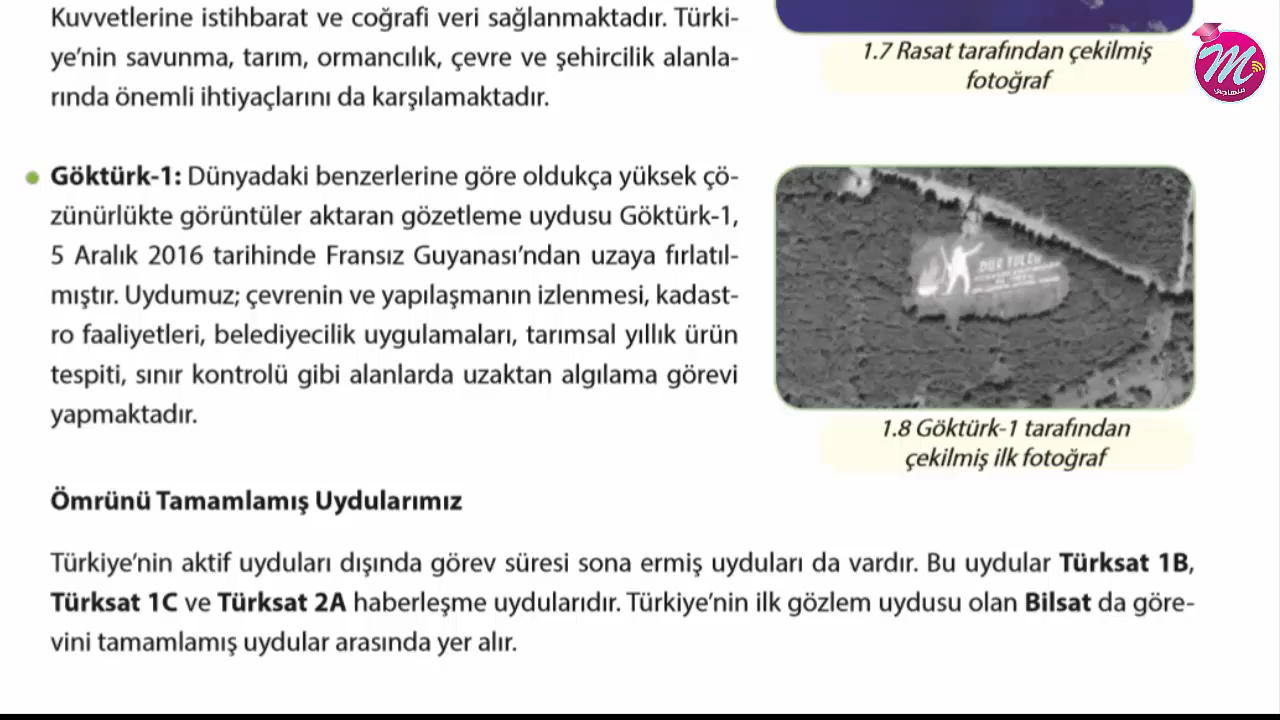 Kuvvetlerine istihbarat ve coğrafi veri sağlanmaktadır. Türki-
ye’nin savunma, tarım, ormancılık, çevre ve şehircilik alanla-
rında önemli ihtiyaçlarını da karşılamaktadır.
1.7 Rasat tarafından çekilmiş
fotoğraf
M
منهاجي
Göktürk-1: Dünyadaki benzerlerine göre oldukça yüksek çö-
zünürlükte görüntüler aktaran gözetleme uydusu Göktürk-1,
5 Aralık 2016 tarihinde Fransız Guyanası’ndan uzaya fırlatıl-
mıştır. Uydumuz; çevrenin ve yapılaşmanın izlenmesi, kadast-
ro faaliyetleri, belediyecilik uygulamaları, tarımsal yıllık ürün
tespiti, sınır kontrolü gibi alanlarda uzaktan algılama görevi
yapmaktadır.
1.8 Göktürk-1 tarafından
çekilmiş ilk fotoğraf
Ömrünü Tamamlamış Uydularımız
Türkiye’nin aktif uyduları dışında görev süresi sona ermiş uyduları da vardır. Bu uydular Türksat 1B,
Türksat 1C ve Türksat 2A haberleşme uydularıdır. Türkiye’nin ilk gözlem uydusu olan Bilsat da göre-
vini tamamlamış uydular arasında yer alır.